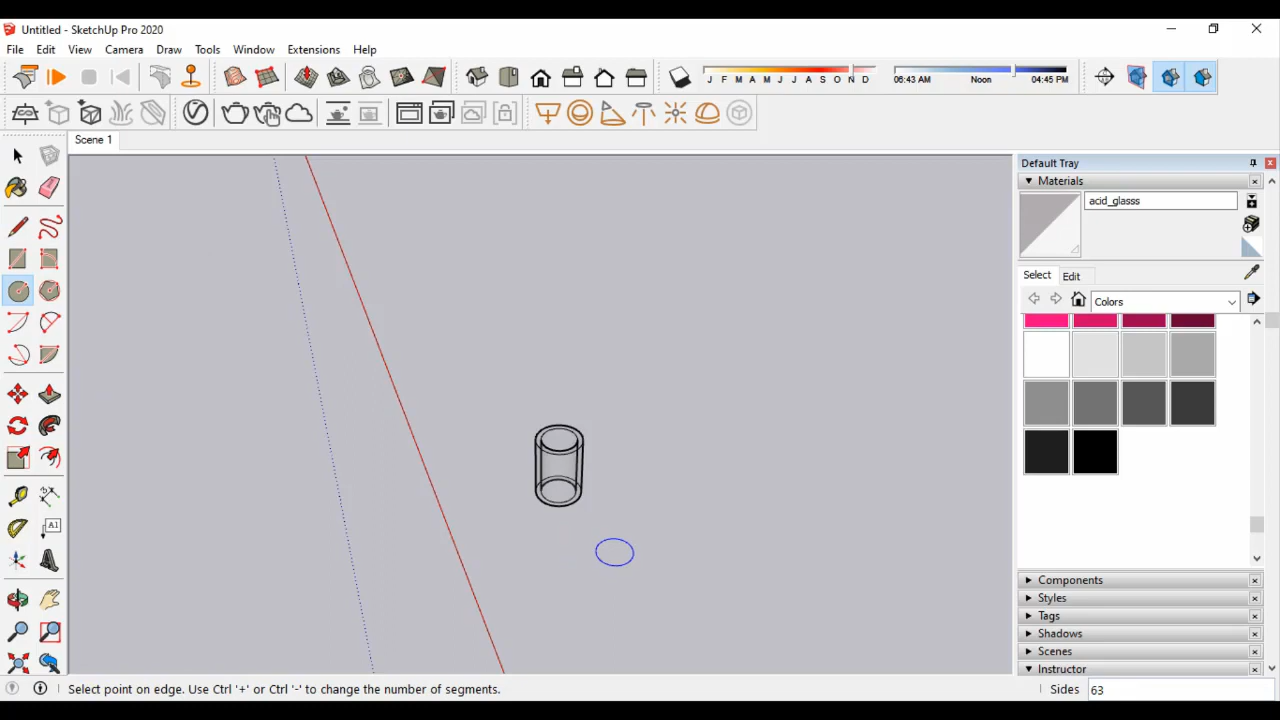 Untitled - SketchUp Pro 2020
File Edit View Camera Draw Tools Window Extensions Help
J F M A M J J A S O N D 06:43 AM Noon 04:45 PM
Scene 1
Default Tray
Materials
acid_glasss
Select Edit
Colors
A1
A
Components
Styles
Tags
Shadows
Scenes
Instructor
Select point on edge. Use Ctrl '+' or Ctrl '-' to change the number of segments.
Sides 63